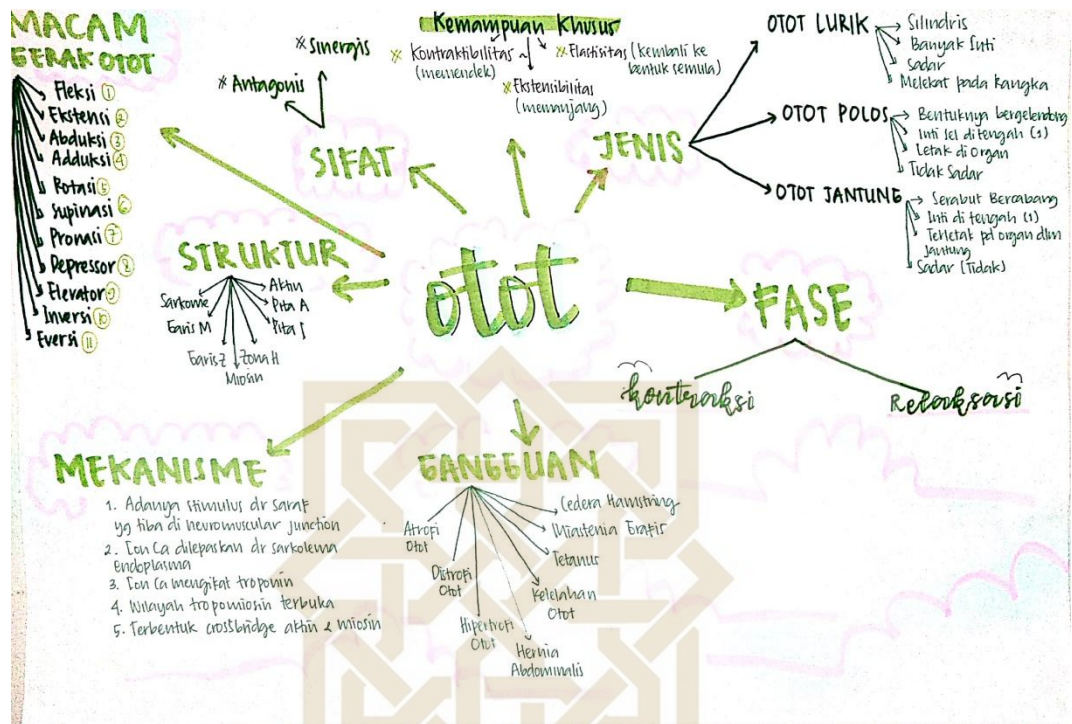 MACAM
GERAK OTOT
Fleksi ①
Ekstensi ②
Abduksi ③
Adduksi ④
Rotasi ⑤
Supinasi ⑥
Pronasi ⑦
Depressor ⑧
Elevator ⑨
Inversi ⑩
Eversi ⑪
* Sinergis
* Antagonis
SIFAT
Kemampuan Khusus
* Kontraktibilitas
(memendek)
* Ekstensibilitas
(memanjang)
* Elastisitas (kembali ke
bentuk semula)
JENIS
OTOT LURIK
Silindris
Banyak Inti
Sadar
Melekat pada Rangka
OTOT POLOS
Bentuknya bergelendong
Inti sel ditengah (1)
Letak di Organ
Tidak Sadar
OTOT JANTUNG
Serabut Bercabang
Inti di tengah (1)
Terletak pd organ dlm
Jantung
Sadar (Tidak)
STRUKTUR
Sarkomer
Garis M
Garis Z
Miosin
Zona H
Pita I
Pita A
Aktin
otot
FASE
kontraksi
Relaksasi
MEKANISME
1. Adanya stimulus dr saraf
yg tiba di neuromuscular junction
2. Ion Ca dilepaskan dr sarkolema
Endoplasma
3. Ion Ca mengikat troponin
4. Wilayah tropomiosin terbuka
5. Terbentuk crossbridge aktin & miosin
GANGGUAN
Atrofi
Otot
Distrofi
Otot
Hipertrofi
Otot
Hernia
Abdominalis
Kelelahan
Otot
Tetanus
Miastenia Gravis
Cedera Hamstring